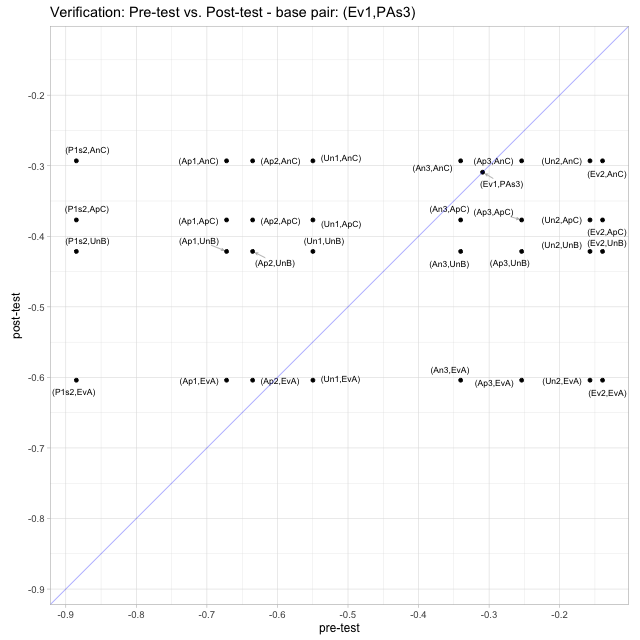 Verification: Pre-test vs. Post-test - base pair: (Ev1,PAs3)
-0.2
(P1s2,AnC)
(Ap1,AnC)
(Ap2,AnC)
(Un1,AnC)
(An3,AnC)
(Ap3,AnC)
(Un2,AnC)
(Ev2,AnC)
-0.3
(Ev1,PAs3)
(P1s2,ApC)
(Ap1,ApC)
(Ap2,ApC)
(Un1,ApC)
(An3,ApC)
(Ap3,ApC)
(Un2,ApC)
(Ev2,ApC)
-0.4
(P1s2,UnB)
(Ap1,UnB)
(Ap2,UnB)
(Un1,UnB)
(An3,UnB)
(Ap3,UnB)
(Un2,UnB)
(Ev2,UnB)
-0.5
post-test
-0.6
(P1s2,EvA)
(Ap1,EvA)
(Ap2,EvA)
(Un1,EvA)
(An3,EvA)
(Ap3,EvA)
(Un2,EvA)
(Ev2,EvA)
-0.7
-0.8
-0.9
-0.9 -0.8 -0.7 -0.6 -0.5 -0.4 -0.3 -0.2
pre-test